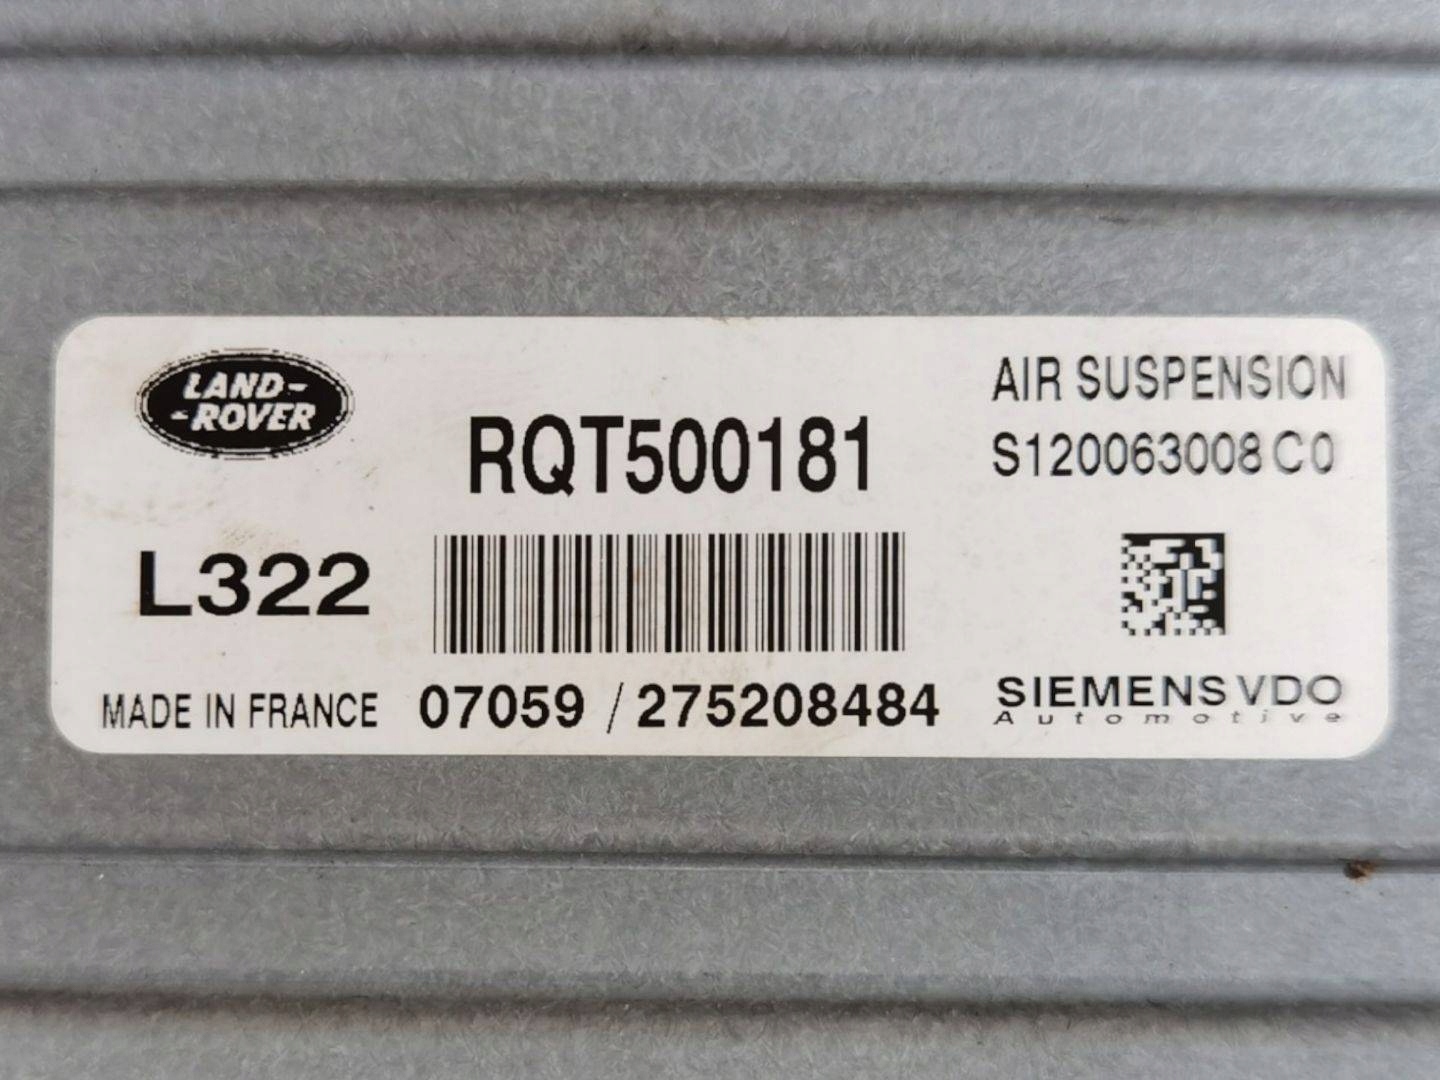 LAND-
-ROVER
RQT500181
AIR SUSPENSION
S120063008 C0
L322
MADE IN FRANCE
07059 / 275208484
SIEMENS VDO
Automotive